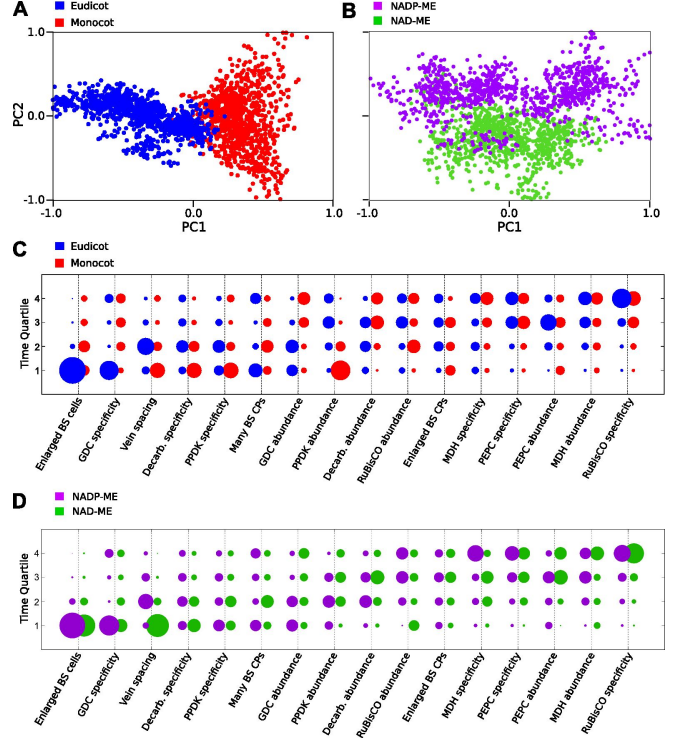 A
Eudicot
Monocot
1.0
0.0
-1.0
PC2
-1.0
0.0
1.0
PC1
B
NADP-ME
NAD-ME
-1.0
0.0
1.0
PC1
C
Eudicot
Monocot
Time Quartile
4
3
2
1
Enlarged BS cells
GDC specificity
Vein spacing
Decarb. specificity
PPDK specificity
Many BS CPs
GDC abundance
PPDK abundance
Decarb. abundance
RuBisCO abundance
Enlarged BS CPs
MDH specificity
PEPC specificity
PEPC abundance
MDH abundance
RuBisCO specificity
D
NADP-ME
NAD-ME
Time Quartile
4
3
2
1
Enlarged BS cells
GDC specificity
Vein spacing
Decarb. specificity
PPDK specificity
Many BS CPs
GDC abundance
PPDK abundance
Decarb. abundance
RuBisCO abundance
Enlarged BS CPs
MDH specificity
PEPC specificity
PEPC abundance
MDH abundance
RuBisCO specificity